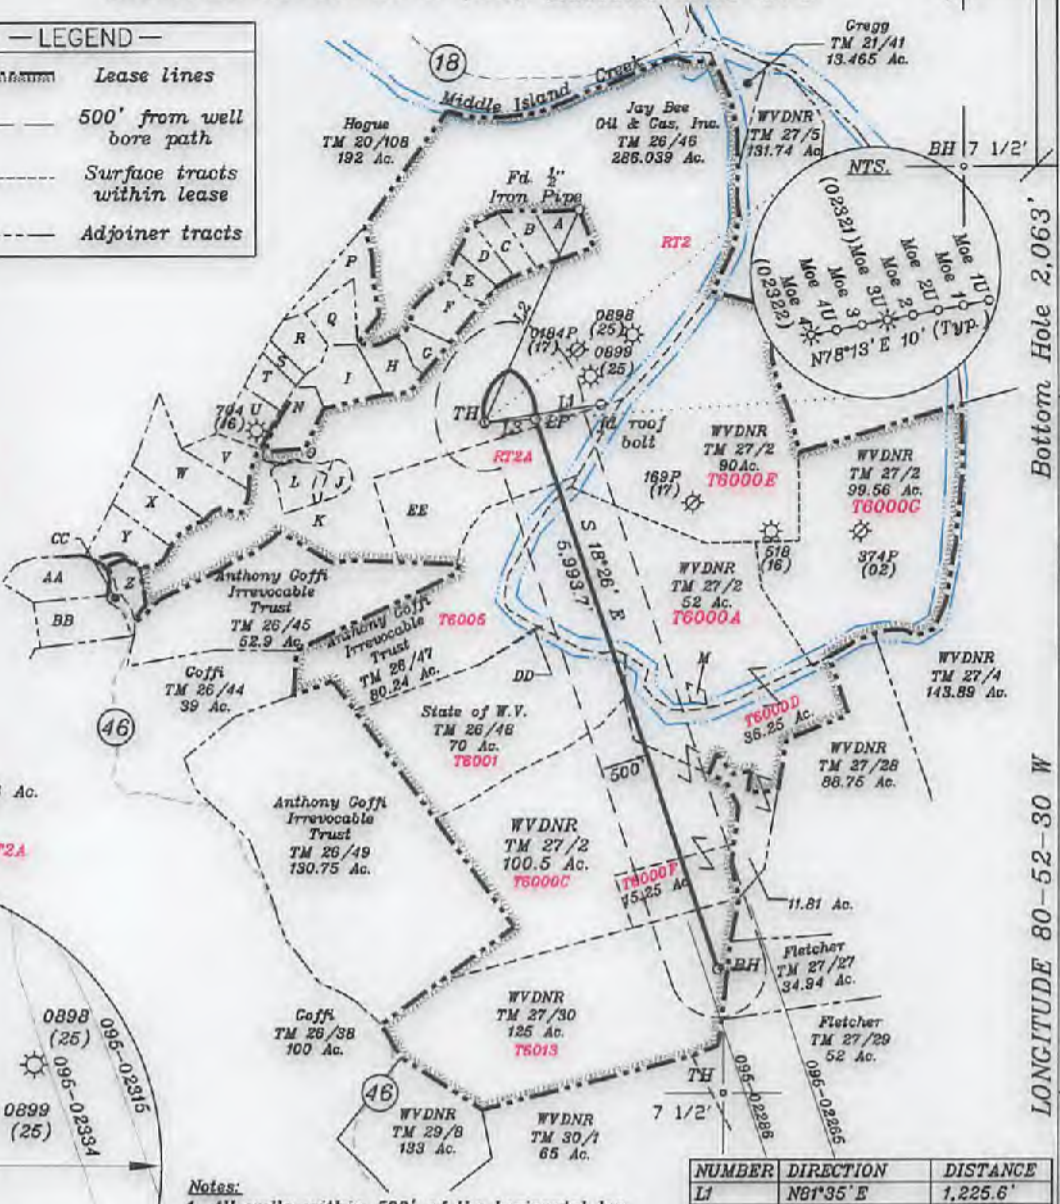 — LEGEND —
Lease lines
500' from well
bore path
Surface tracts
within lease
Adjoiner tracts
18
Middle Island Creek
Gregg
TM 21/41
13.465 Ac.
Hogue
TM 20/108
192 Ac.
Jay Bee
Oil & Gas, Inc.
TM 26/46
286.039 Ac.
WVDNR
TM 27/5
131.74 Ac.
BH 7 1/2'
NTS.
Moe 1U
Moe 1
Moe 2U
Moe 2
Moe 3U
(02321)
Moe 3
Moe 4U
Moe 4
(02322)
N78°13' E 10' (Typ.)
Bottom Hole 2,063'
Fd. 1/2"
Iron Pipe
A
B
C
D
E
F
G
H
I
P
Q
R
S
T
N
O
V
W
X
Y
L
J
U
K
EE
RT2
L2
0184P
(17)
0898
(25)
0899
(25)
704 U
(16)
TH
L3
EP
L1
roof
bolt
RT2A
WVDNR
TM 27/2
90Ac.
T6000E
WVDNR
TM 27/2
99.56 Ac.
T6000G
169P
(17)
518
(16)
374P
(02)
S 18°26' E
5,993.7'
CC
AA
BB
Z
Anthony Goffi
Irrevocable
Trust
TM 26/45
52.9 Ac.
Anthony Goffi
Irrevocable
Trust
TM 26/47
80.24 Ac.
T6005
WVDNR
TM 27/2
52 Ac.
T6000A
Goffi
TM 26/44
39 Ac.
46
DD
M
State of W.V.
TM 26/48
70 Ac.
T6001
T6000D
36.25 Ac.
WVDNR
TM 27/4
143.89 Ac.
WVDNR
TM 27/28
88.75 Ac.
500'
Ac.
Anthony Goffi
Irrevocable
Trust
TM 26/49
130.75 Ac.
WVDNR
TM 27/2
100.5 Ac.
T6000C
T6000F
15.25 Ac.
11.81 Ac.
LONGITUDE 80-52-30 W
BH
Fletcher
TM 27/27
34.94 Ac.
Goffi
TM 26/38
100 Ac.
WVDNR
TM 27/30
125 Ac.
T6013
Fletcher
TM 27/29
52 Ac.
0898
(25)
095-02315
0899
(25)
095-02334
46
TH
7 1/2'
095-02286
095-02265
WVDNR
TM 29/8
133 Ac.
WVDNR
TM 30/1
65 Ac.
Notes:
NUMBER DIRECTION DISTANCE
L1 N81°35' E 1,225.6'